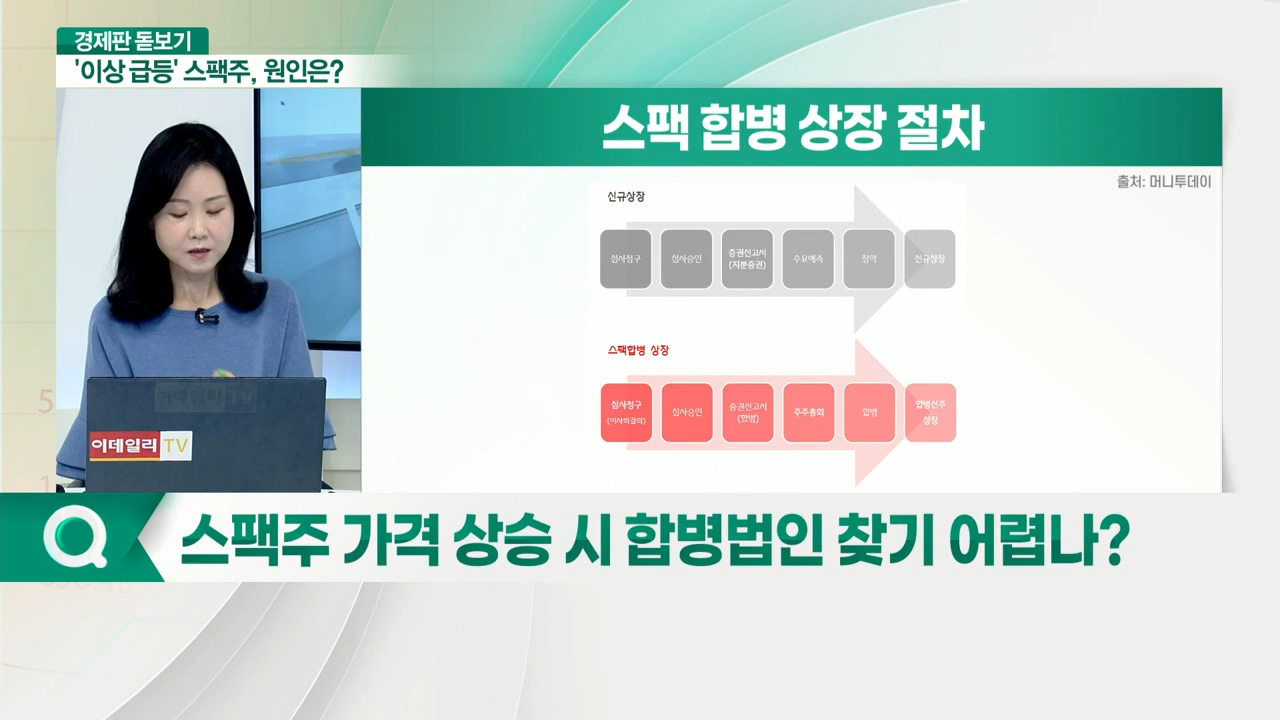 경제판 돋보기
'이상 급등' 스팩주, 원인은?
스팩 합병 상장 절차
출처: 머니투데이
신규상장
심사청구
심사승인
증권신고서
(지분증권)
수요예측
청약
신규상장
스팩합병 상장
심사청구
(이사회결의)
심사승인
증권신고서
(합병)
주주총회
합병
합병신주
상장
이데일리 TV
이데일리 TV
스팩주 가격 상승 시 합병법인 찾기 어렵나?